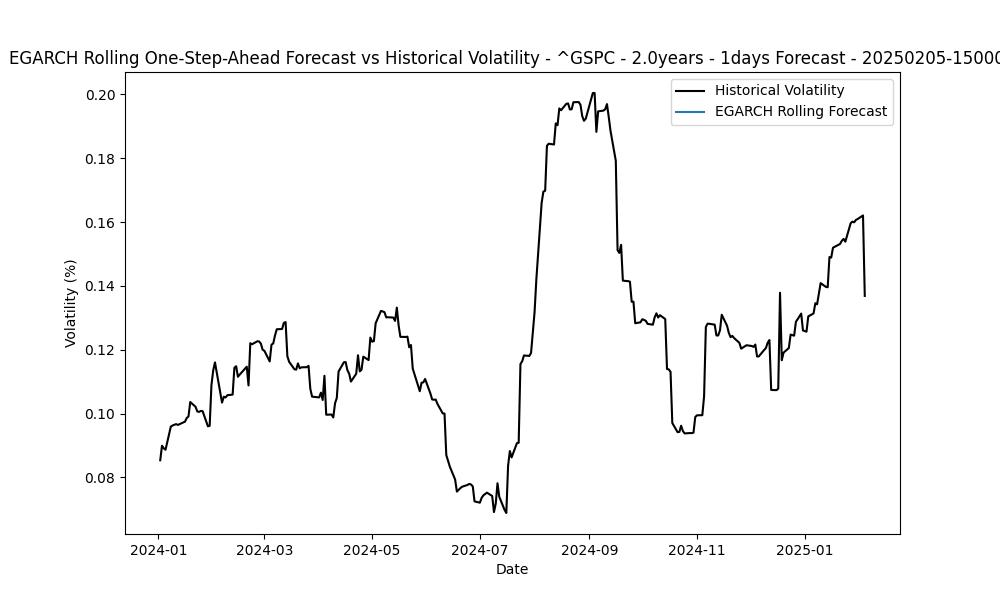 EGARCH Rolling One-Step-Ahead Forecast vs Historical Volatility - ^GSPC - 2.0years - 1days Forecast - 20250205-15000
Historical Volatility
EGARCH Rolling Forecast
Volatility (%)
0.20
0.18
0.16
0.14
0.12
0.10
0.08
2024-01
2024-03
2024-05
2024-07
2024-09
2024-11
2025-01
Date